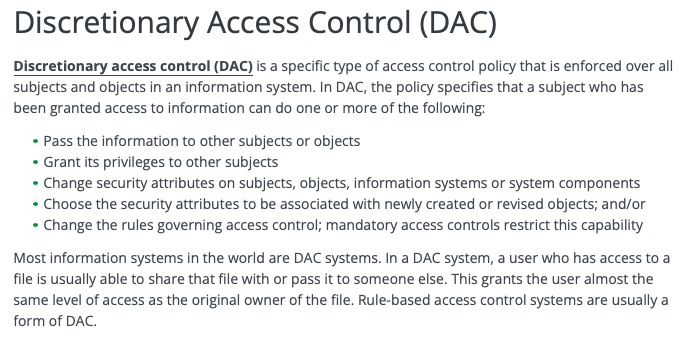 Discretionary Access Control (DAC)
Discretionary access control (DAC) is a specific type of access control policy that is enforced over all
subjects and objects in an information system. In DAC, the policy specifies that a subject who has
been granted access to information can do one or more of the following:
• Pass the information to other subjects or objects
• Grant its privileges to other subjects
• Change security attributes on subjects, objects, information systems or system components
• Choose the security attributes to be associated with newly created or revised objects; and/or
• Change the rules governing access control; mandatory access controls restrict this capability
Most information systems in the world are DAC systems. In a DAC system, a user who has access to a
file is usually able to share that file with or pass it to someone else. This grants the user almost the
same level of access as the original owner of the file. Rule-based access control systems are usually a
form of DAC.